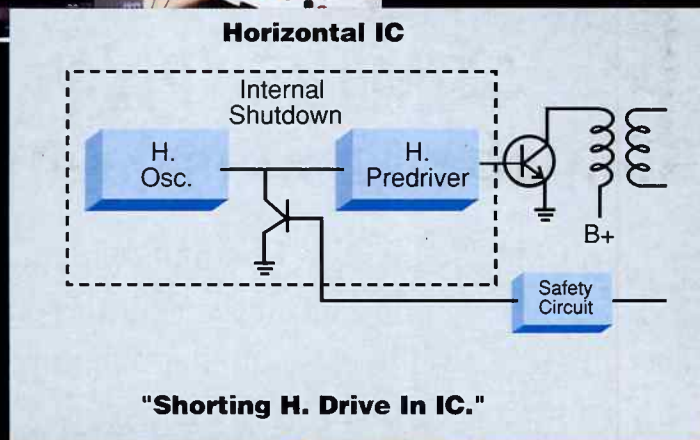 Horizontal IC
Internal
Shutdown
H.
Osc.
H.
Predriver
B+
Safety
Circuit
"Shorting H. Drive In IC."